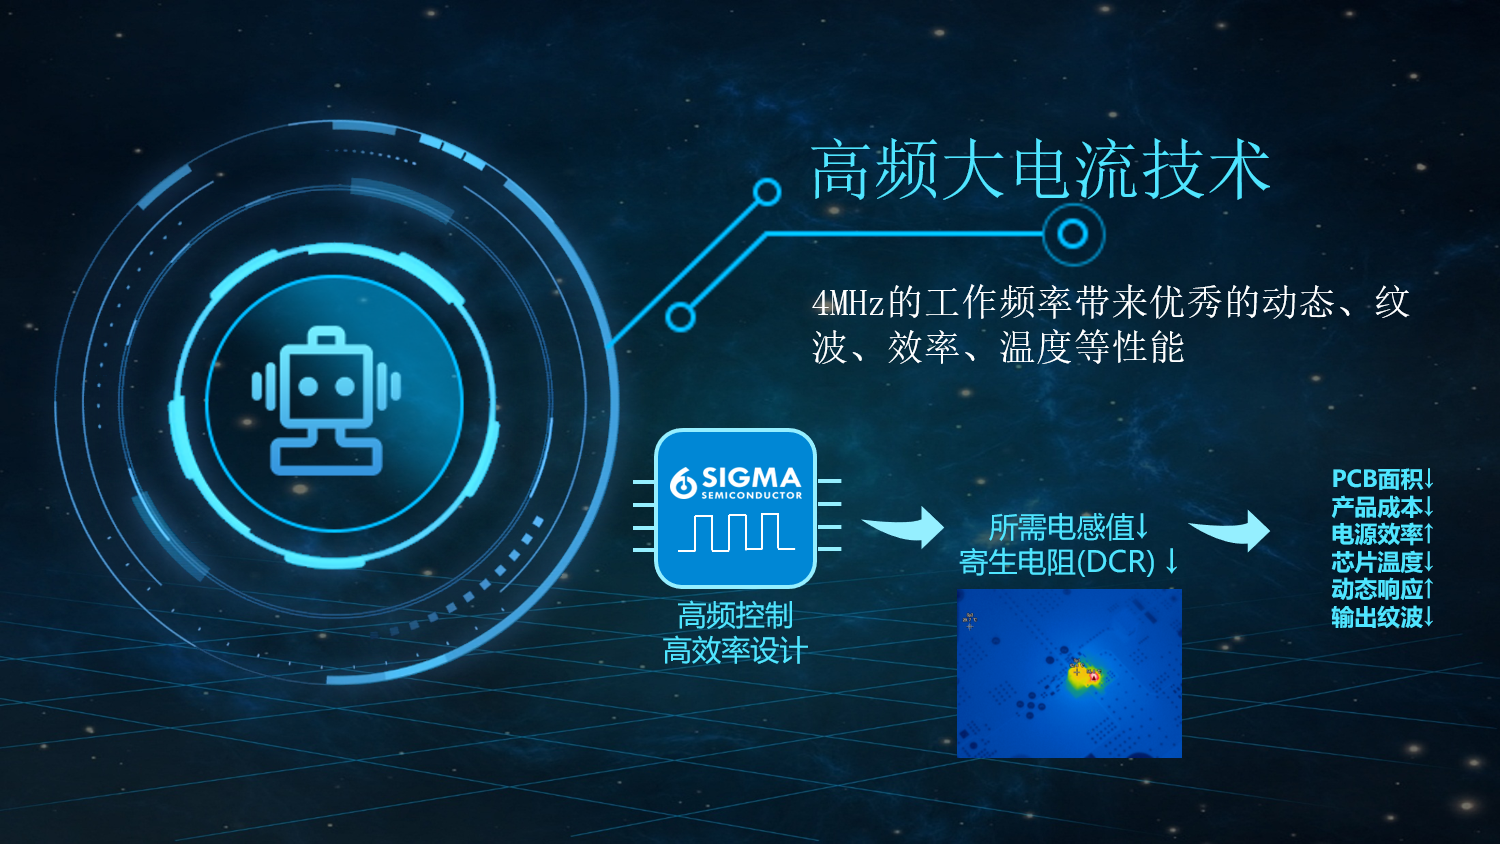 高频大电流技术
4MHz的工作频率带来优秀的动态、纹
波、效率、温度等性能
SIGMA
SEMICONDUCTOR
高频控制
高效率设计
所需电感值↓
寄生电阻(DCR) ↓
PCB面积↓
产品成本↓
电源效率↑
芯片温度↓
动态响应↑
输出纹波↓